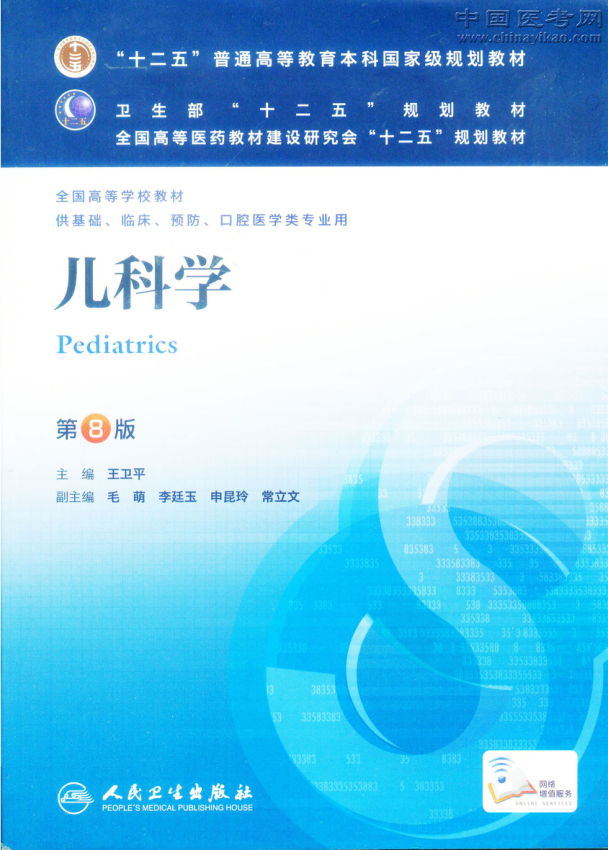 中国医考网
www.chinayikao.com
“十二五”普通高等教育本科国家级规划教材
十二五
卫生部“十二五”规划教材
全国高等医药教材建设研究会“十二五”规划教材
全国高等学校教材
供基础、临床、预防、口腔医学类专业用
儿科学
Pediatrics
第8版
主 编 王卫平
副主编 毛 萌 李廷玉 申昆玲 常立文
人民卫生出版社
PEOPLE'S MEDICAL PUBLISHING HOUSE
网络
增值服务
ONLINE SERVICES